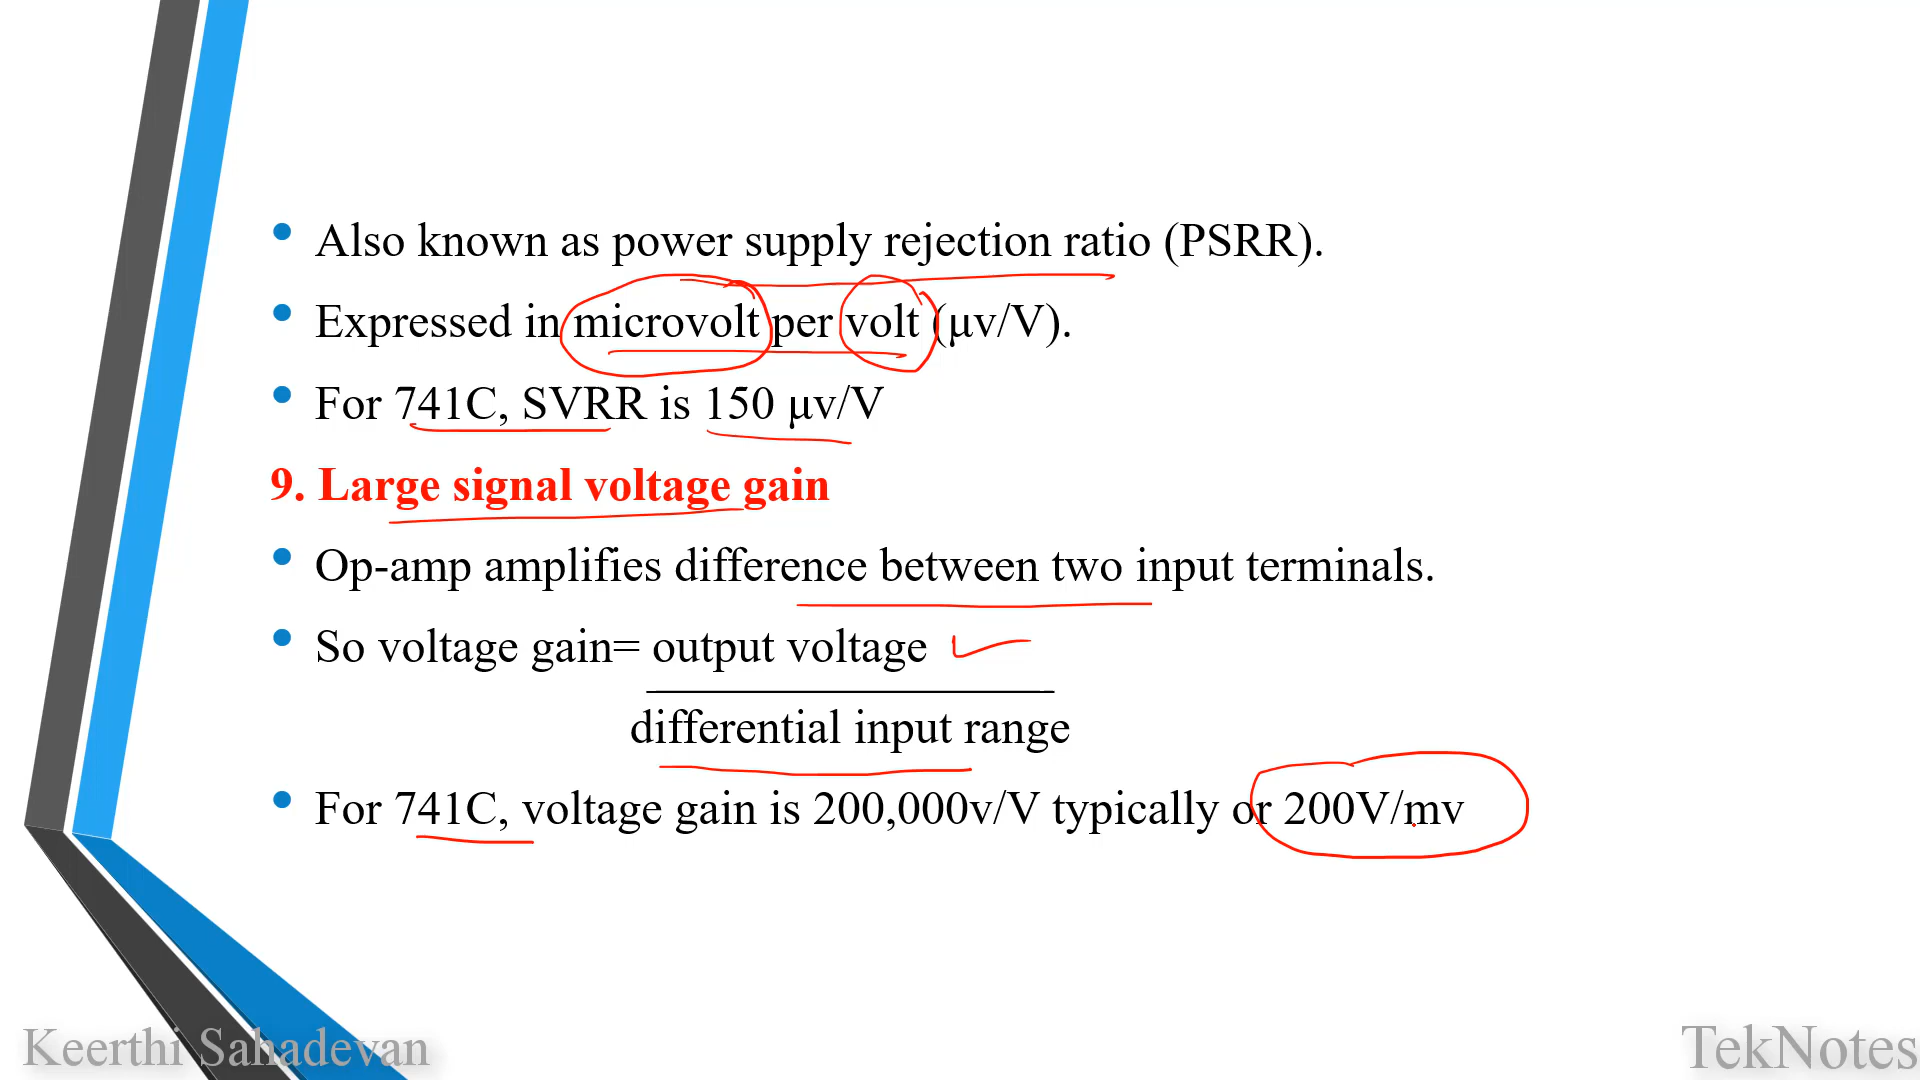 • Also known as power supply rejection ratio (PSRR).
• Expressed in microvolt per volt (μv/V).
• For 741C, SVRR is 150 μv/V
9. Large signal voltage gain
• Op-amp amplifies difference between two input terminals.
• So voltage gain= output voltage
differential input range
• For 741C, voltage gain is 200,000v/V typically or 200V/mv
Keerthi Sahadevan
TekNotes